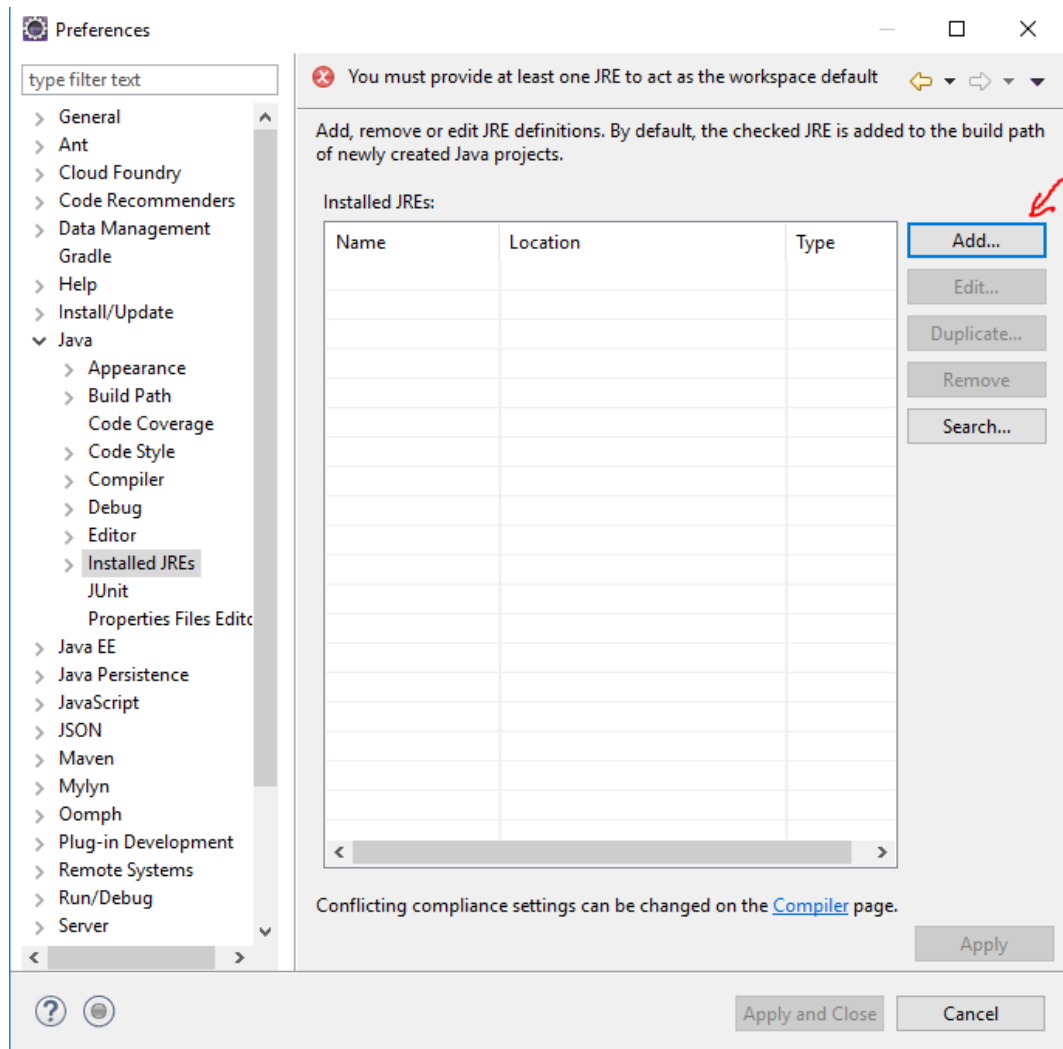 Preferences
type filter text
General
Ant
Cloud Foundry
Code Recommenders
Data Management
Gradle
Help
Install/Update
Java
Appearance
Build Path
Code Coverage
Code Style
Compiler
Debug
Editor
Installed JREs
JUnit
Properties Files Edito
Java EE
Java Persistence
JavaScript
JSON
Maven
Mylyn
Oomph
Plug-in Development
Remote Systems
Run/Debug
Server
You must provide at least one JRE to act as the workspace default
Add, remove or edit JRE definitions. By default, the checked JRE is added to the build path
of newly created Java projects.
Installed JREs:
Name Location Type
Add...
Edit...
Duplicate...
Remove
Search...
Conflicting compliance settings can be changed on the Compiler page.
Apply
?
Apply and Close Cancel